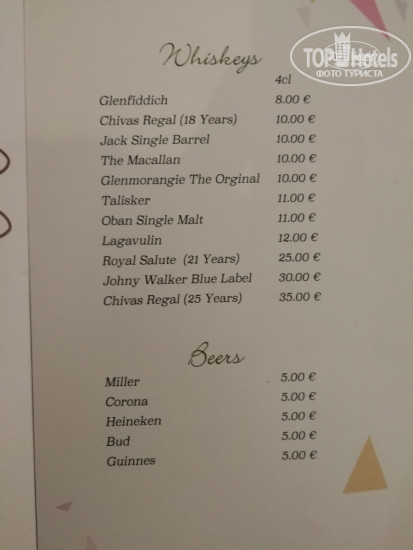 TOP Hotels
ФОТО ТУРИСТА
Whiskeys
4cl
Glenfiddich 8.00 €
Chivas Regal (18 Years) 10.00 €
Jack Single Barrel 10.00 €
The Macallan 10.00 €
Glenmorangie The Orginal 10.00 €
Talisker 11.00 €
Oban Single Malt 11.00 €
Lagavulin 12.00 €
Royal Salute (21 Years) 25.00 €
Johny Walker Blue Label 30.00 €
Chivas Regal (25 Years) 35.00 €
Beers
Miller 5.00 €
Corona 5.00 €
Heineken 5.00 €
Bud 5.00 €
Guinnes 5.00 €